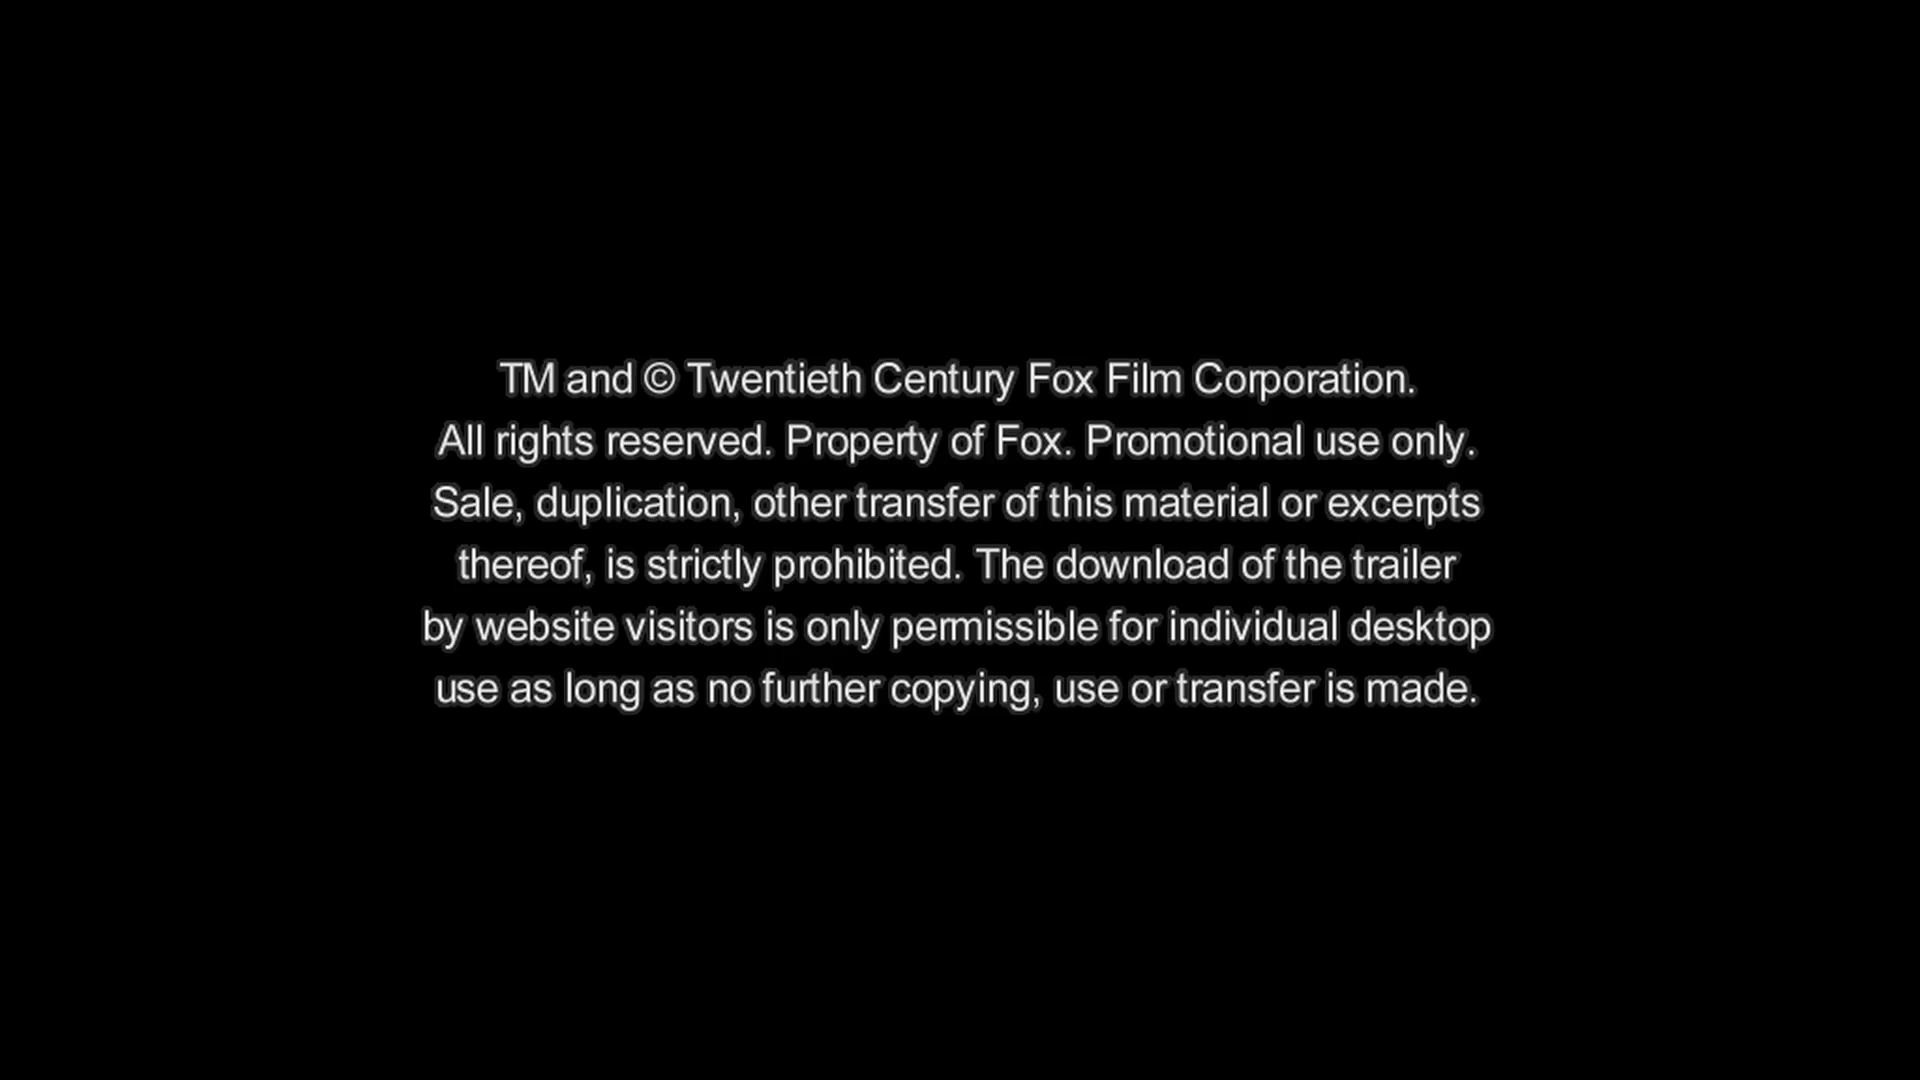 TM and © Twentieth Century Fox Film Corporation.
All rights reserved. Property of Fox. Promotional use only.
Sale, duplication, other transfer of this material or excerpts
thereof, is strictly prohibited. The download of the trailer
by website visitors is only permissible for individual desktop
use as long as no further copying, use or transfer is made.